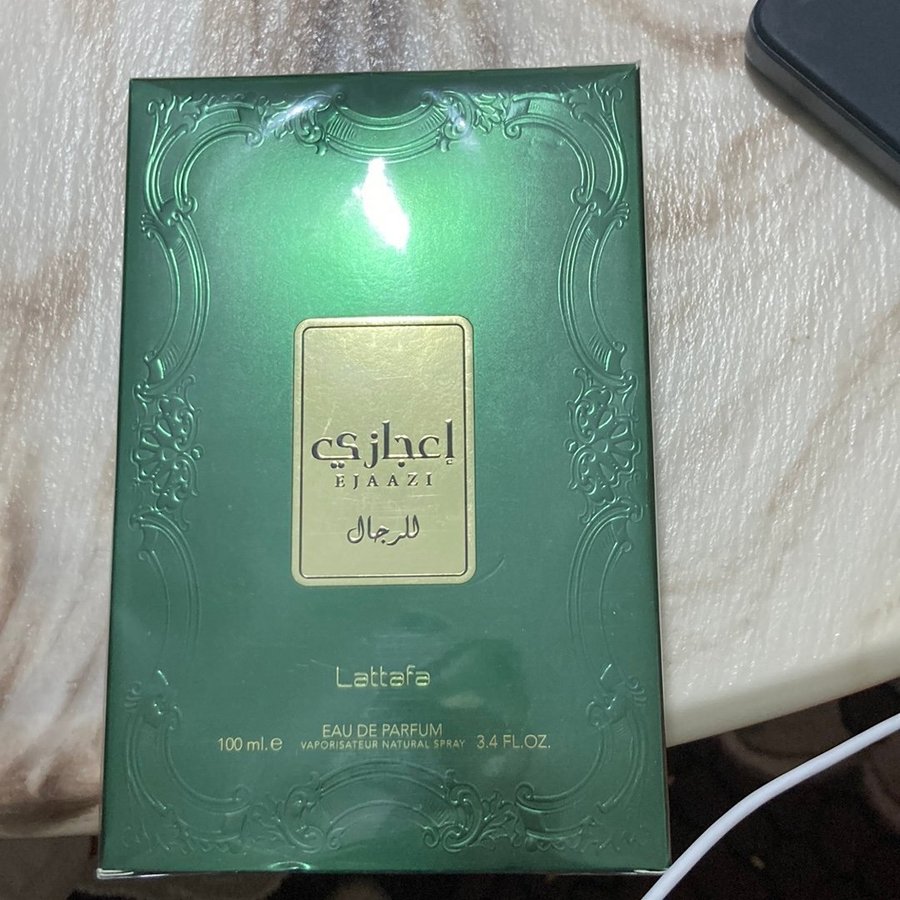 إعجازي
EJAAZI
للرجال
Lattafa
EAU DE PARFUM
100 ml.e VAPORISATEUR NATURAL SPRAY 3.4 FL.OZ.